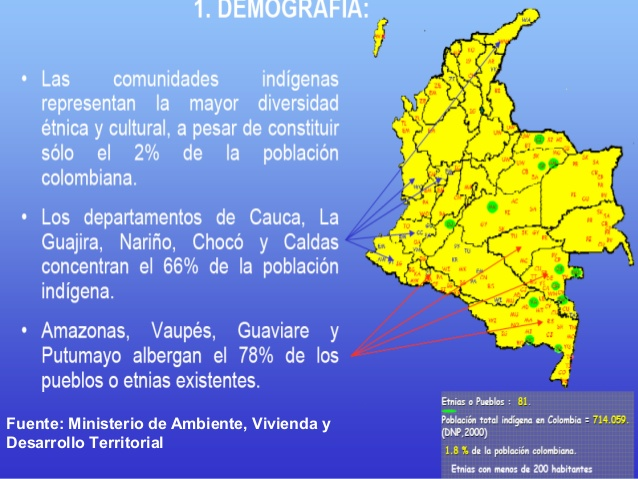 1. DEMOGRAFÍA:
• Las comunidades indígenas
representan la mayor diversidad
étnica y cultural, a pesar de constituir
sólo el 2% de la población
colombiana.
• Los departamentos de Cauca, La
Guajira, Nariño, Chocó y Caldas
concentran el 66% de la población
indígena.
• Amazonas, Vaupés, Guaviare y
Putumayo albergan el 78% de los
pueblos o etnias existentes.
Fuente: Ministerio de Ambiente, Vivienda y
Desarrollo Territorial
Etnias o Pueblos : 81.
Población total indígena en Colombia = 714.059.
(DNP,2000)
1.8 % de la población colombiana.
Etnias con menos de 200 habitantes